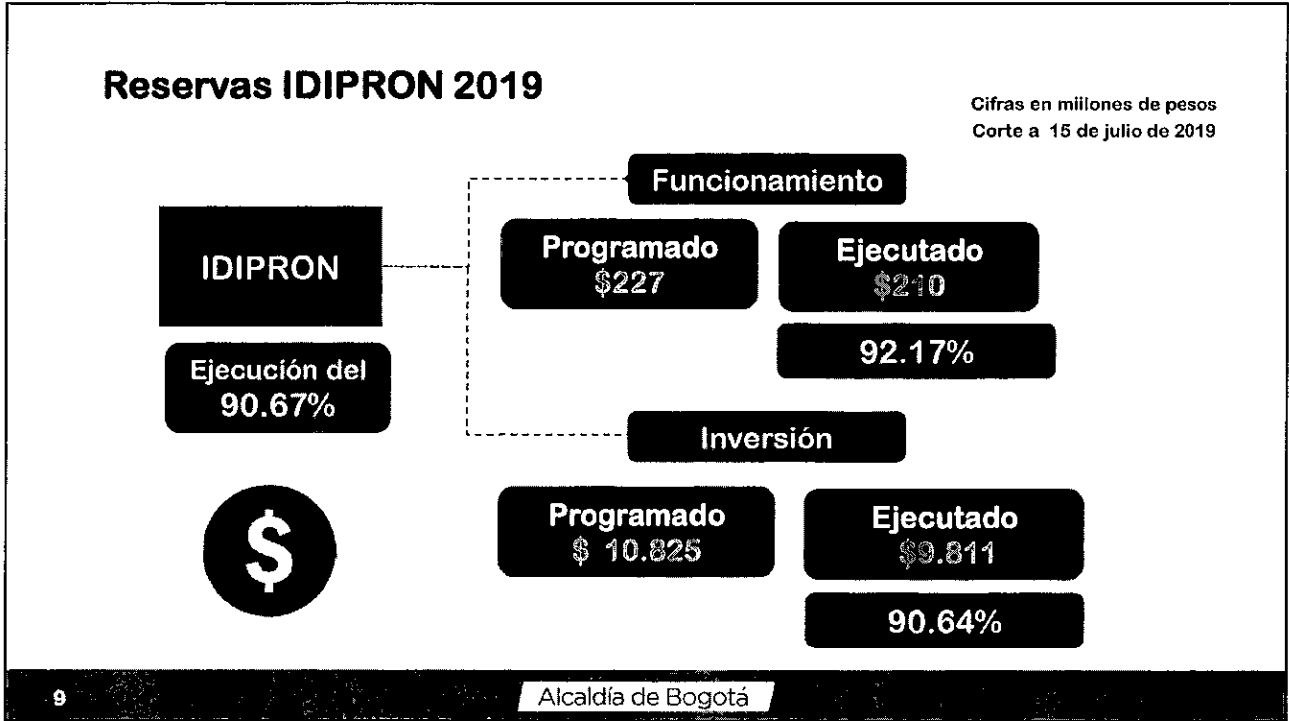 Reservas IDIPRON 2019
Cifras en millones de pesos
Corte a 15 de julio de 2019
IDIPRON
Ejecución del
90.67%
$
Funcionamiento
Programado
$227
Ejecutado
$210
92.17%
Inversión
Programado
$ 10.825
Ejecutado
$9.811
90.64%
9
Alcaldía de Bogotá